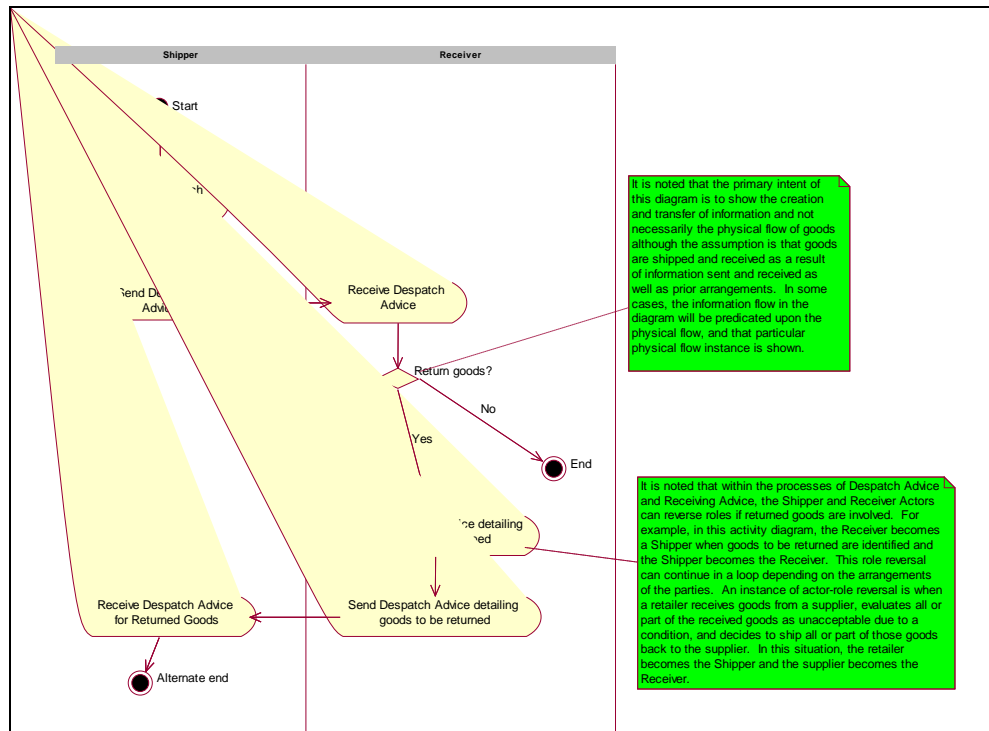 Shipper
Receiver
Start
It is noted that the primary intent of
this diagram is to show the creation
and transfer of information and not
necessarily the physical flow of goods
although the assumption is that goods
are shipped and received as a result
of information sent and received as
well as prior arrangements. In some
cases, the information flow in the
diagram will be predicated upon the
physical flow, and that particular
physical flow instance is shown.
Send
Receive Despatch
Advice
Return goods?
No
Yes
End
It is noted that within the processes of Despatch Advice
and Receiving Advice, the Shipper and Receiver Actors
can reverse roles if returned goods are involved. For
example, in this activity diagram, the Receiver becomes
a Shipper when goods to be returned are identified and
the Shipper becomes the Receiver. This role reversal
can continue in a loop depending on the arrangements
of the parties. An instance of actor-role reversal is when
a retailer receives goods from a supplier, evaluates all or
part of the received goods as unacceptable due to a
condition, and decides to ship all or part of those goods
back to the supplier. In this situation, the retailer
becomes the Shipper and the supplier becomes the
Receiver.
detailing
Receive Despatch Advice
for Returned Goods
Send Despatch Advice detailing
goods to be returned
Alternate end